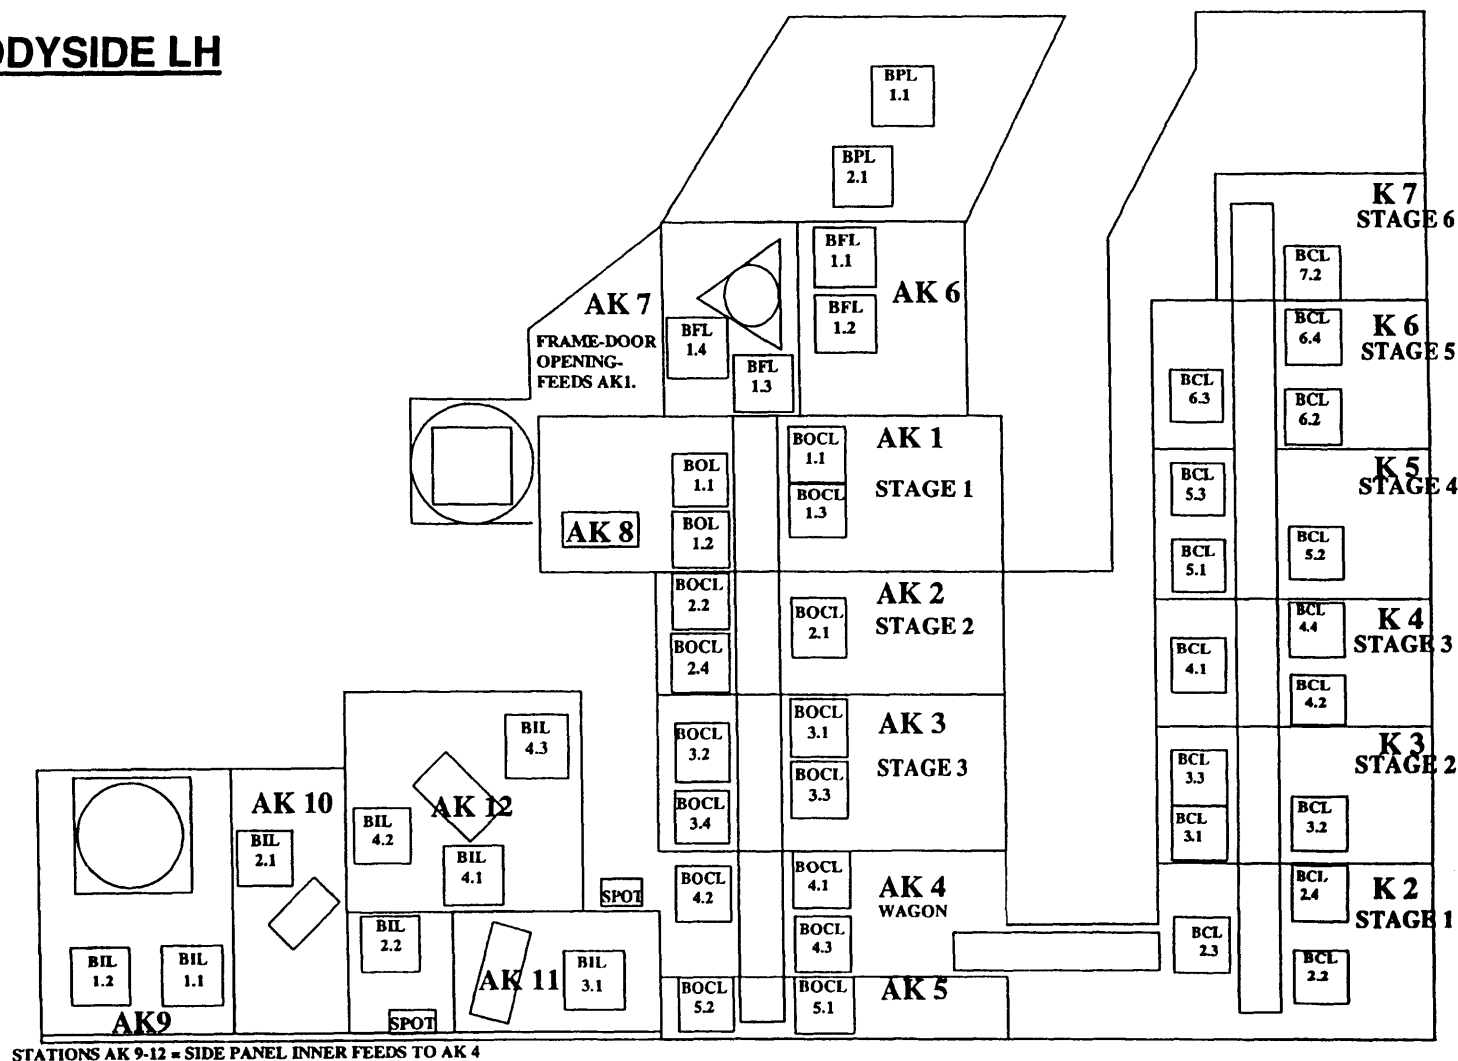 ODYSIDE LH
BPL
1.1
BPL
2.1
BFL
1.1
BFL
1.2
AK 6
AK 7
FRAME-DOOR
OPENING-
FEEDS AK1.
BFL
1.4
BFL
1.3
BOCL
1.1
BOCL
1.3
AK 1
STAGE 1
BOL
1.1
BOL
1.2
AK 8
BOCL
2.2
BOCL
2.4
BOCL
2.1
AK 2
STAGE 2
BOCL
3.2
BOCL
3.4
BOCL
3.1
BOCL
3.3
AK 3
STAGE 3
BOCL
4.2
BOCL
4.1
BOCL
4.3
AK 4
WAGON
BOCL
5.2
BOCL
5.1
AK 5
BIL
4.3
AK 12
BIL
4.2
BIL
4.1
SPOT
AK 10
BIL
2.1
BIL
2.2
SPOT
AK 11
BIL
3.1
BIL
1.2
BIL
1.1
AK9
K 7
STAGE 6
BCL
7.2
K 6
STAGE 5
BCL
6.4
BCL
6.3
BCL
6.2
K 5
STAGE 4
BCL
5.3
BCL
5.2
BCL
5.1
K 4
STAGE 3
BCL
4.4
BCL
4.1
BCL
4.2
K 3
STAGE 2
BCL
3.3
BCL
3.1
BCL
3.2
K 2
STAGE 1
BCL
2.4
BCL
2.3
BCL
2.2
STATIONS AK 9-12 = SIDE PANEL INNER FEEDS TO AK 4